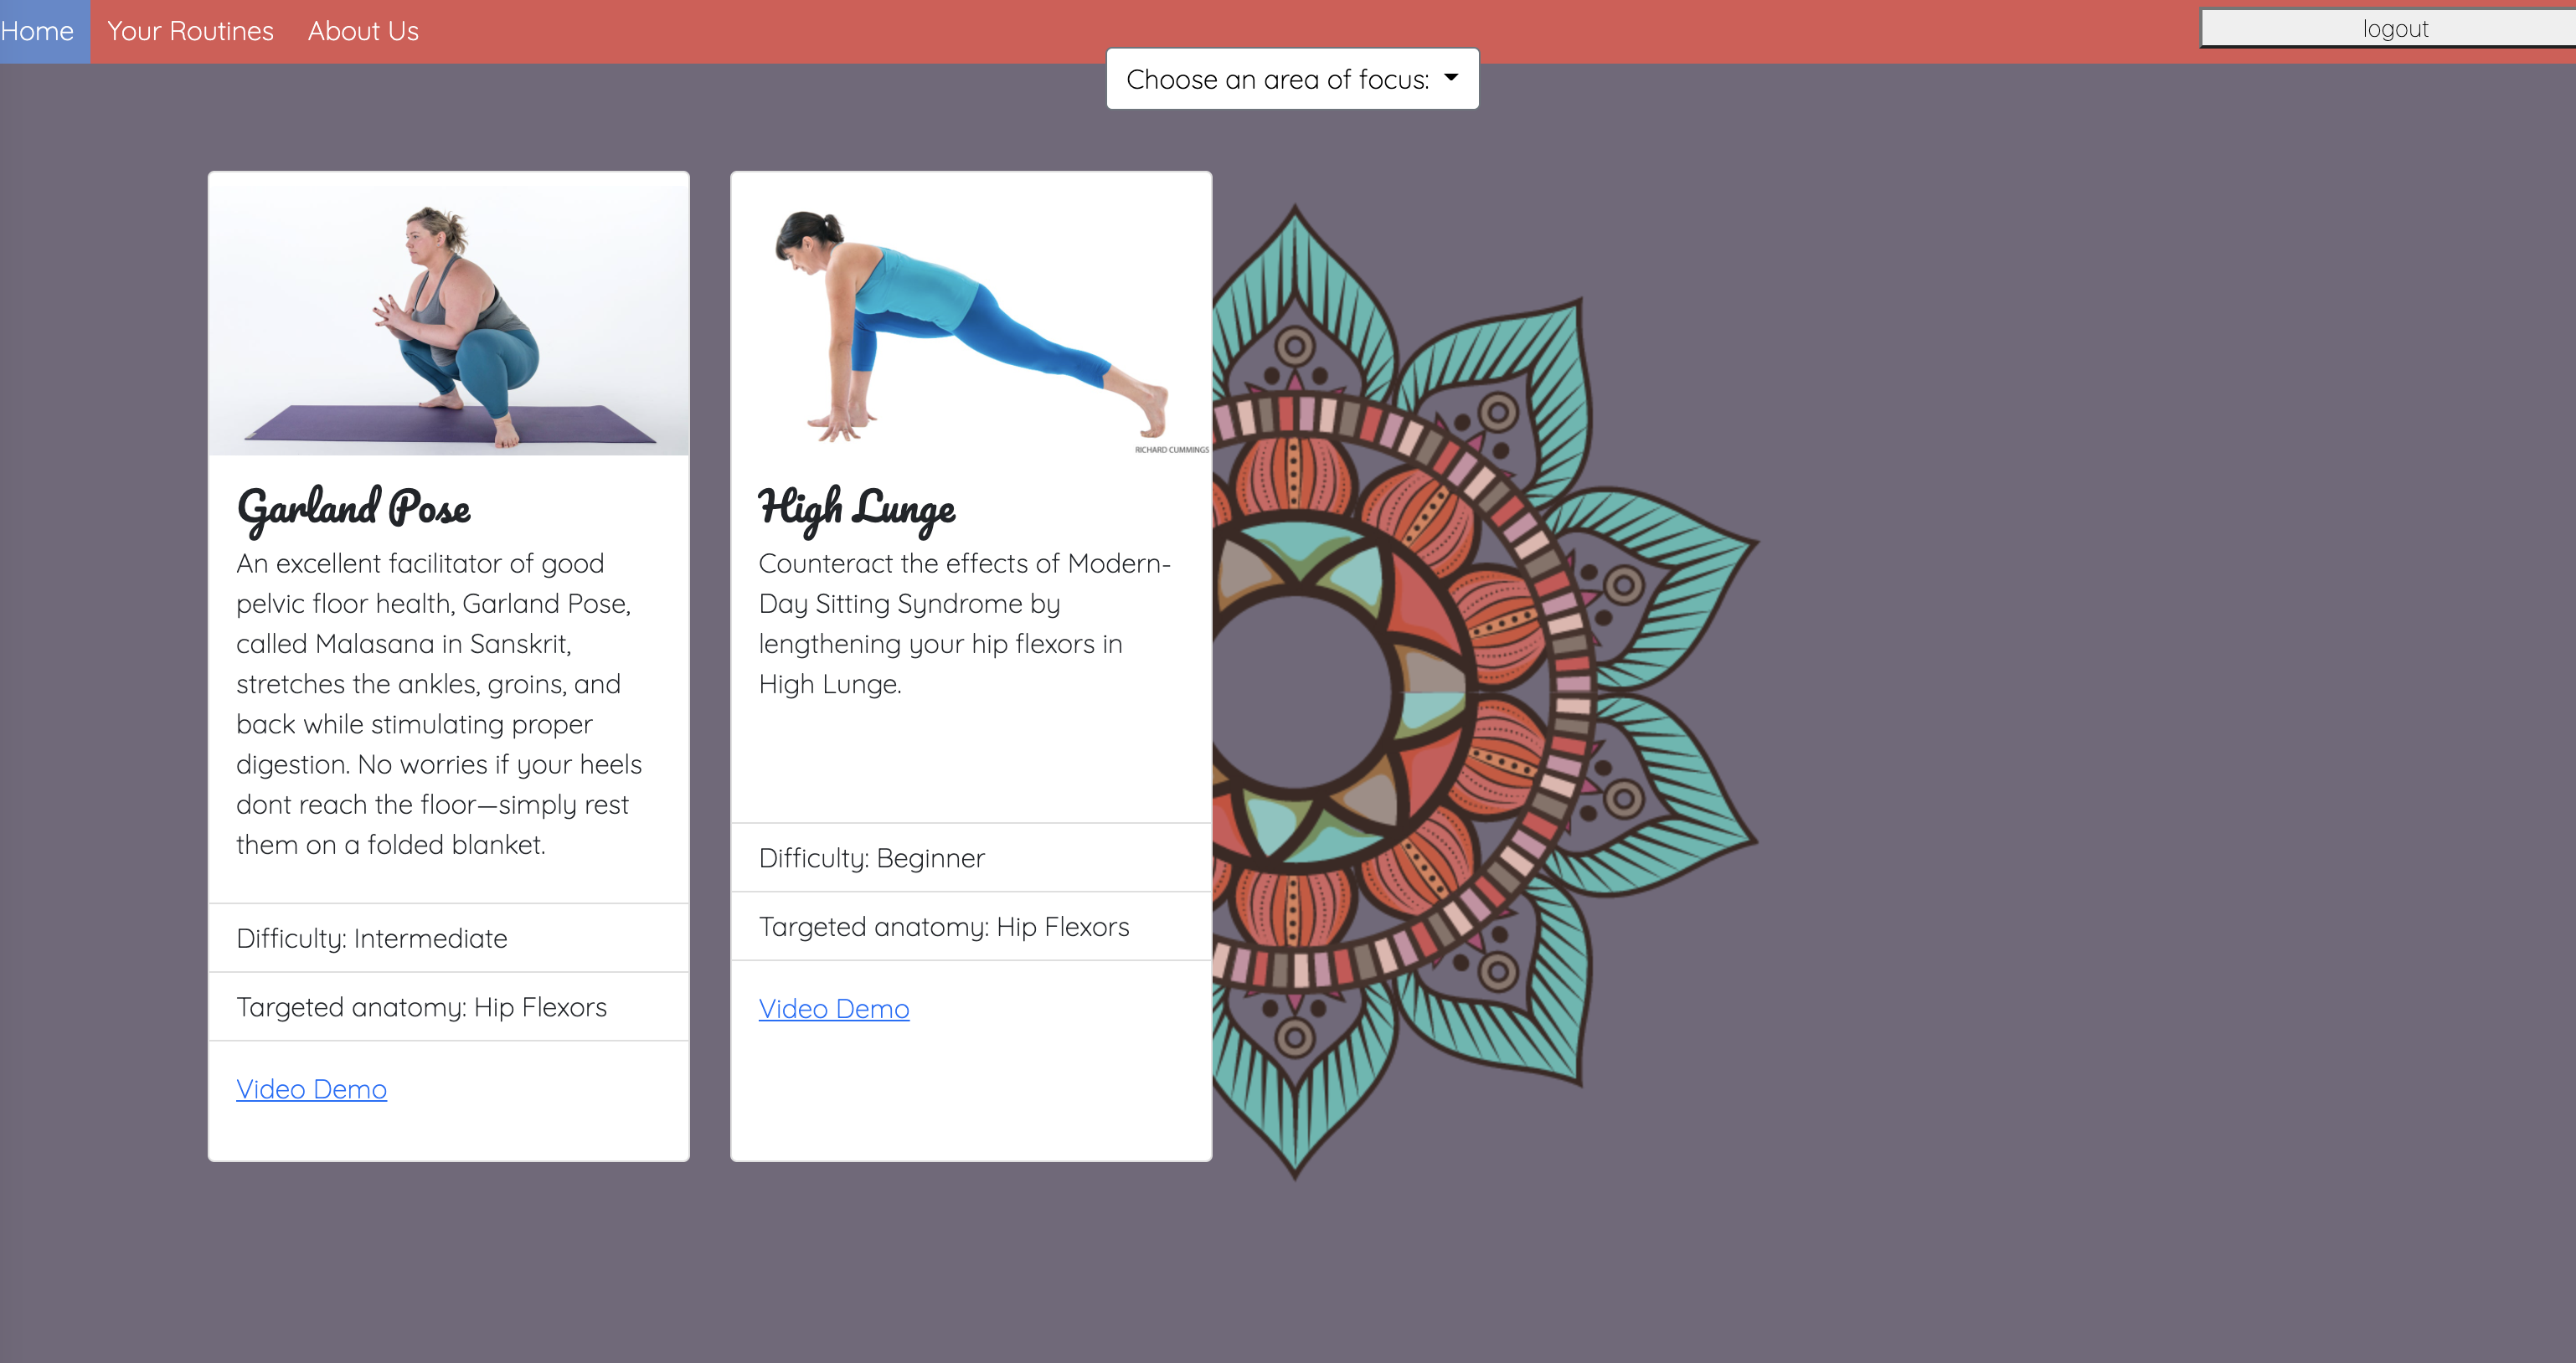 Home Your Routines About Us logout
Choose an area of focus:
RICHARD CUMMINGS
Garland Pose
An excellent facilitator of good
pelvic floor health, Garland Pose,
called Malasana in Sanskrit,
stretches the ankles, groins, and
back while stimulating proper
digestion. No worries if your heels
dont reach the floor—simply rest
them on a folded blanket.
Difficulty: Intermediate
Targeted anatomy: Hip Flexors
Video Demo
High Lunge
Counteract the effects of Modern-
Day Sitting Syndrome by
lengthening your hip flexors in
High Lunge.
Difficulty: Beginner
Targeted anatomy: Hip Flexors
Video Demo